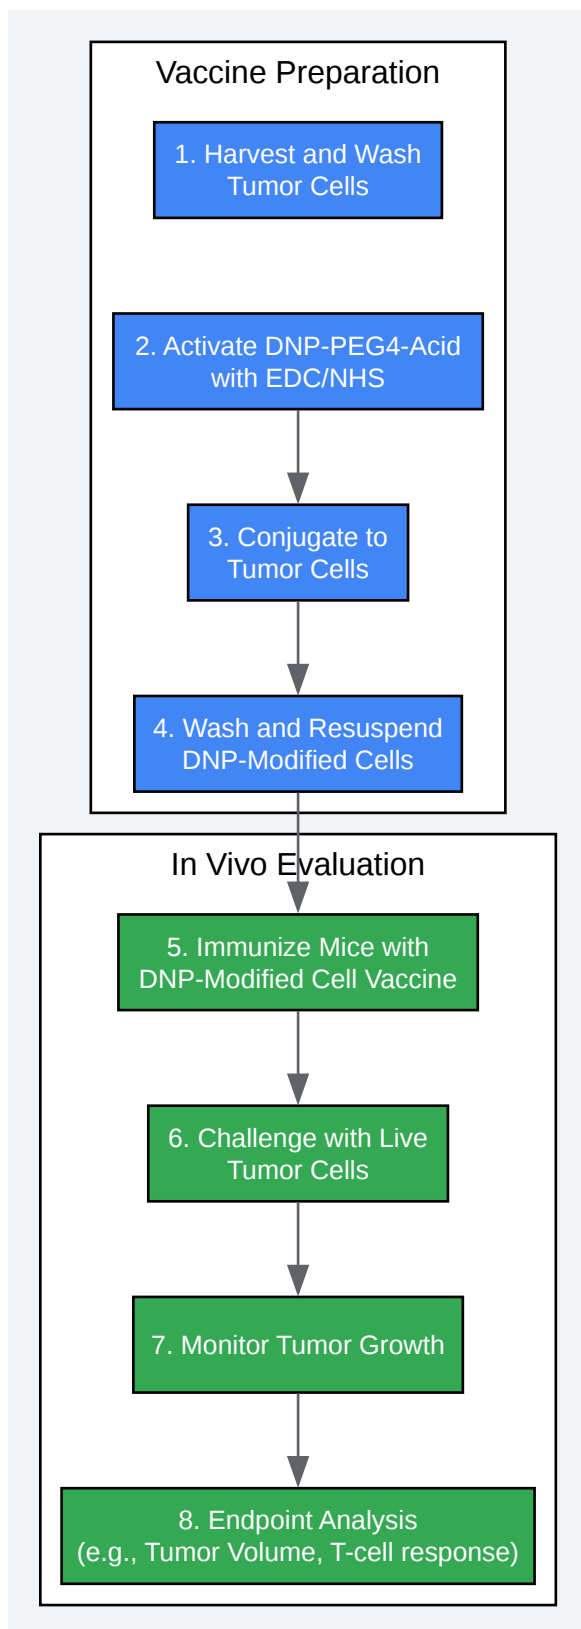 Vaccine Preparation
1. Harvest and Wash
Tumor Cells
2. Activate DNP-PEG4-Acid
with EDC/NHS
3. Conjugate to
Tumor Cells
4. Wash and Resuspend
DNP-Modified Cells
In Vivo Evaluation
5. Immunize Mice with
DNP-Modified Cell Vaccine
6. Challenge with Live
Tumor Cells
7. Monitor Tumor Growth
8. Endpoint Analysis
(e.g., Tumor Volume, T-cell response)